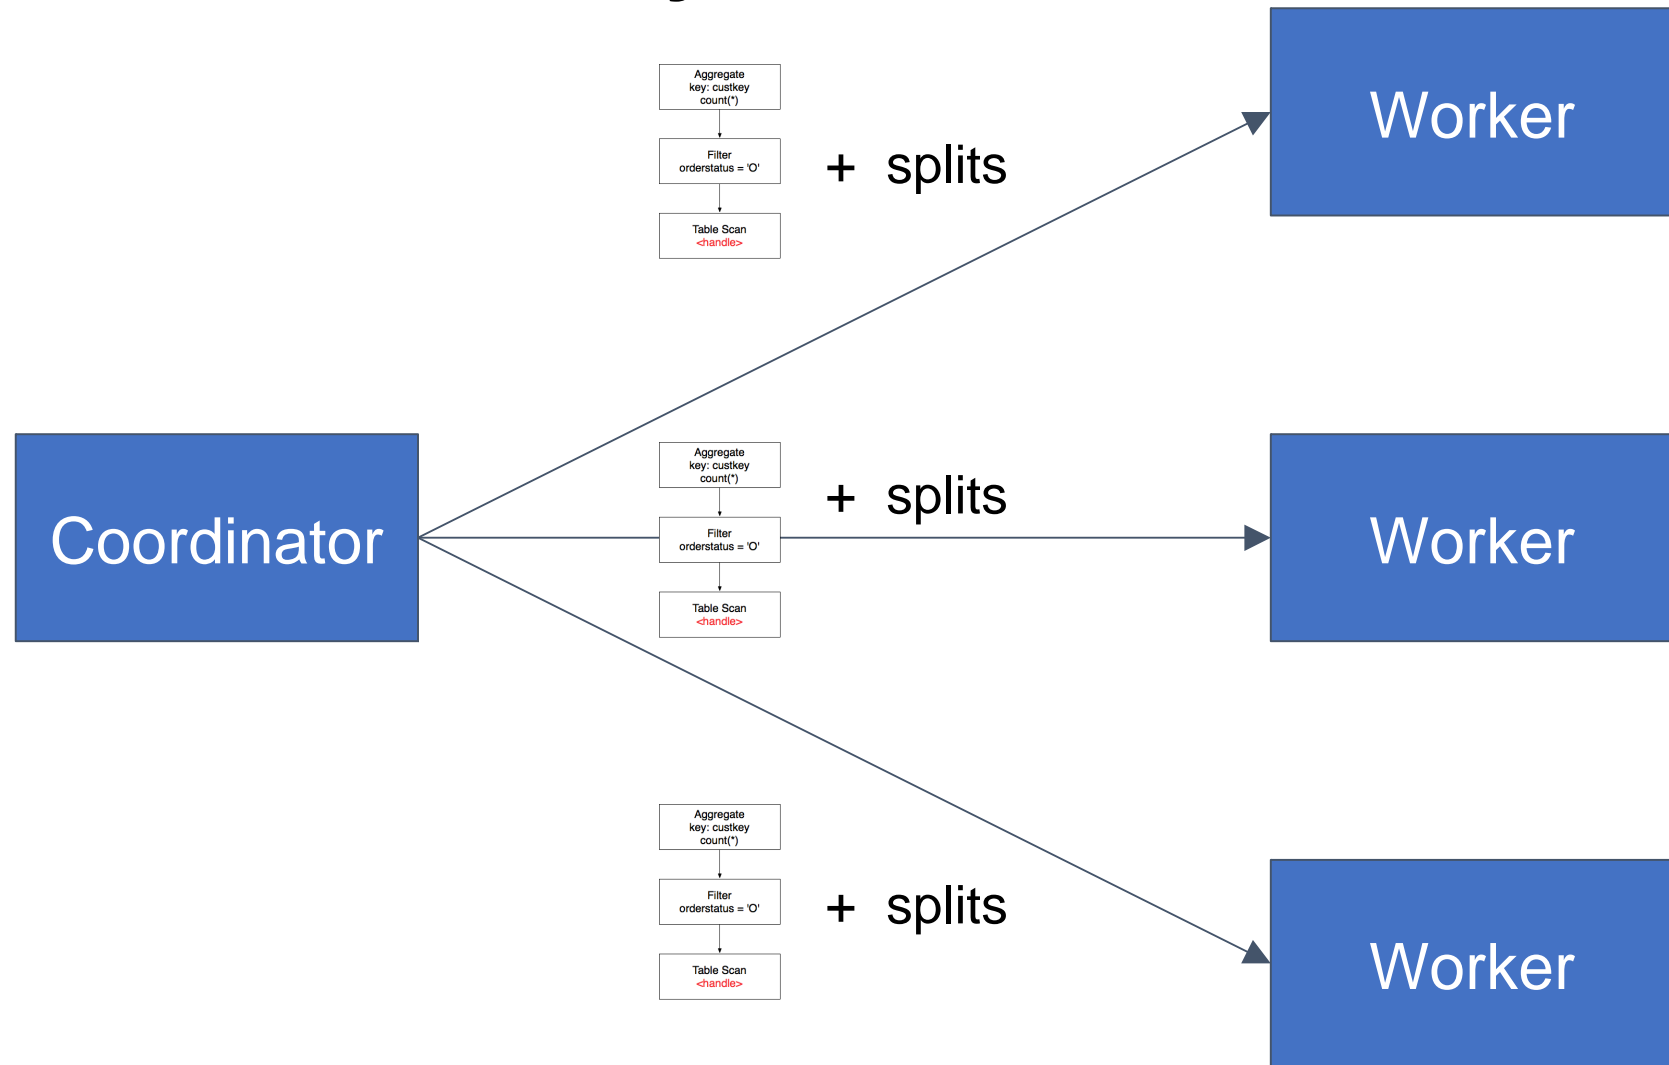 Aggregate
key: custkey
count(*)
Filter
orderstatus = 'O'
Table Scan
<handle>
+ splits
Worker
Coordinator
Aggregate
key: custkey
count(*)
Filter
orderstatus = 'O'
Table Scan
<handle>
+ splits
Worker
Aggregate
key: custkey
count(*)
Filter
orderstatus = 'O'
Table Scan
<handle>
+ splits
Worker